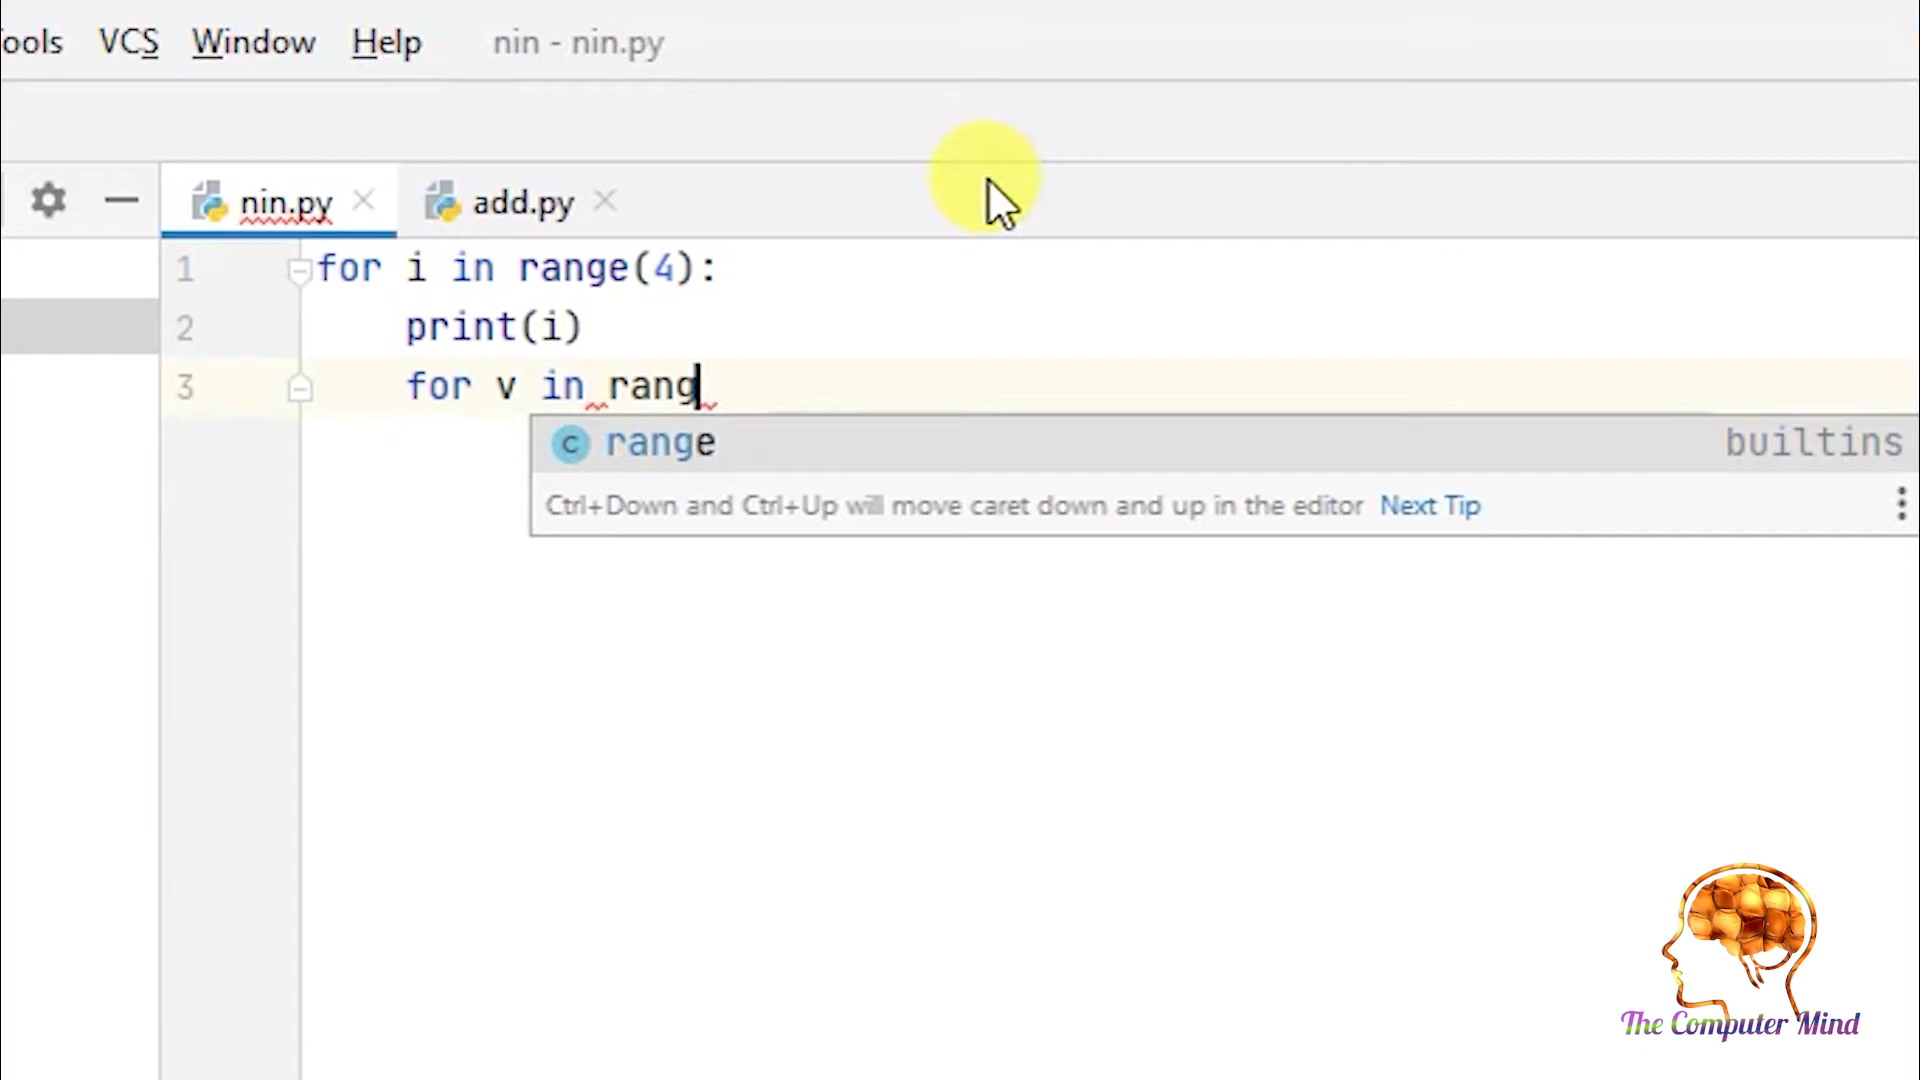 ools VCS Window Help nin - nin.py
nin.py add.py
1 for i in range(4):
2 print(i)
3 for v in rang
c range builtins
Ctrl+Down and Ctrl+Up will move caret down and up in the editor Next Tip
The Computer Mind